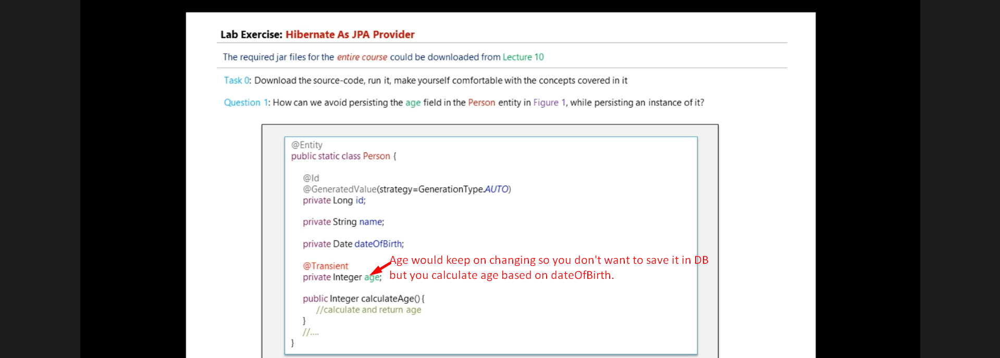 Lab Exercise: Hibernate As JPA Provider
The required jar files for the entire course could be downloaded from Lecture 10
Task 0: Download the source-code, run it, make yourself comfortable with the concepts covered in it
Question 1: How can we avoid persisting the age field in the Person entity in Figure 1, while persisting an instance of it?
@Entity
public static class Person {
@Id
@GeneratedValue(strategy=GenerationType.AUTO)
private Long id;
private String name;
private Date dateOfBirth;
@Transient
private Integer age;
Age would keep on changing so you don't want to save it in DB
but you calculate age based on dateOfBirth.
public Integer calculateAge() {
//calculate and return age
}
//....
}